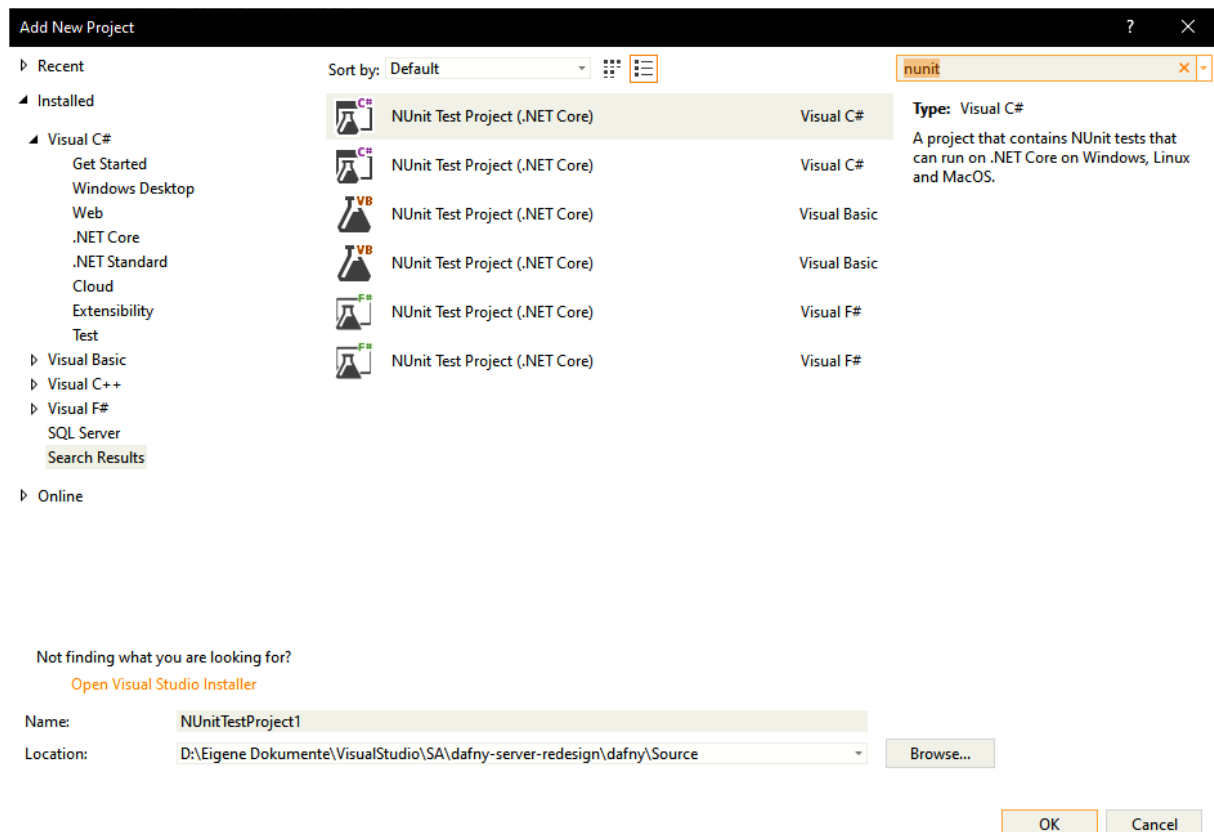 Add New Project
?
Recent
Installed
Visual C#
Get Started
Windows Desktop
Web
.NET Core
.NET Standard
Cloud
Extensibility
Test
Visual Basic
Visual C++
Visual F#
SQL Server
Search Results
Online
Sort by: Default
C# NUnit Test Project (.NET Core) Visual C#
C# NUnit Test Project (.NET Core) Visual C#
VB NUnit Test Project (.NET Core) Visual Basic
VB NUnit Test Project (.NET Core) Visual Basic
F# NUnit Test Project (.NET Core) Visual F#
F# NUnit Test Project (.NET Core) Visual F#
nunit
Type: Visual C#
A project that contains NUnit tests that
can run on .NET Core on Windows, Linux
and MacOS.
Not finding what you are looking for?
Open Visual Studio Installer
Name: NUnitTestProject1
Location: D:\Eigene Dokumente\VisualStudio\SA\dafny-server-redesign\dafny\Source Browse...
OK Cancel